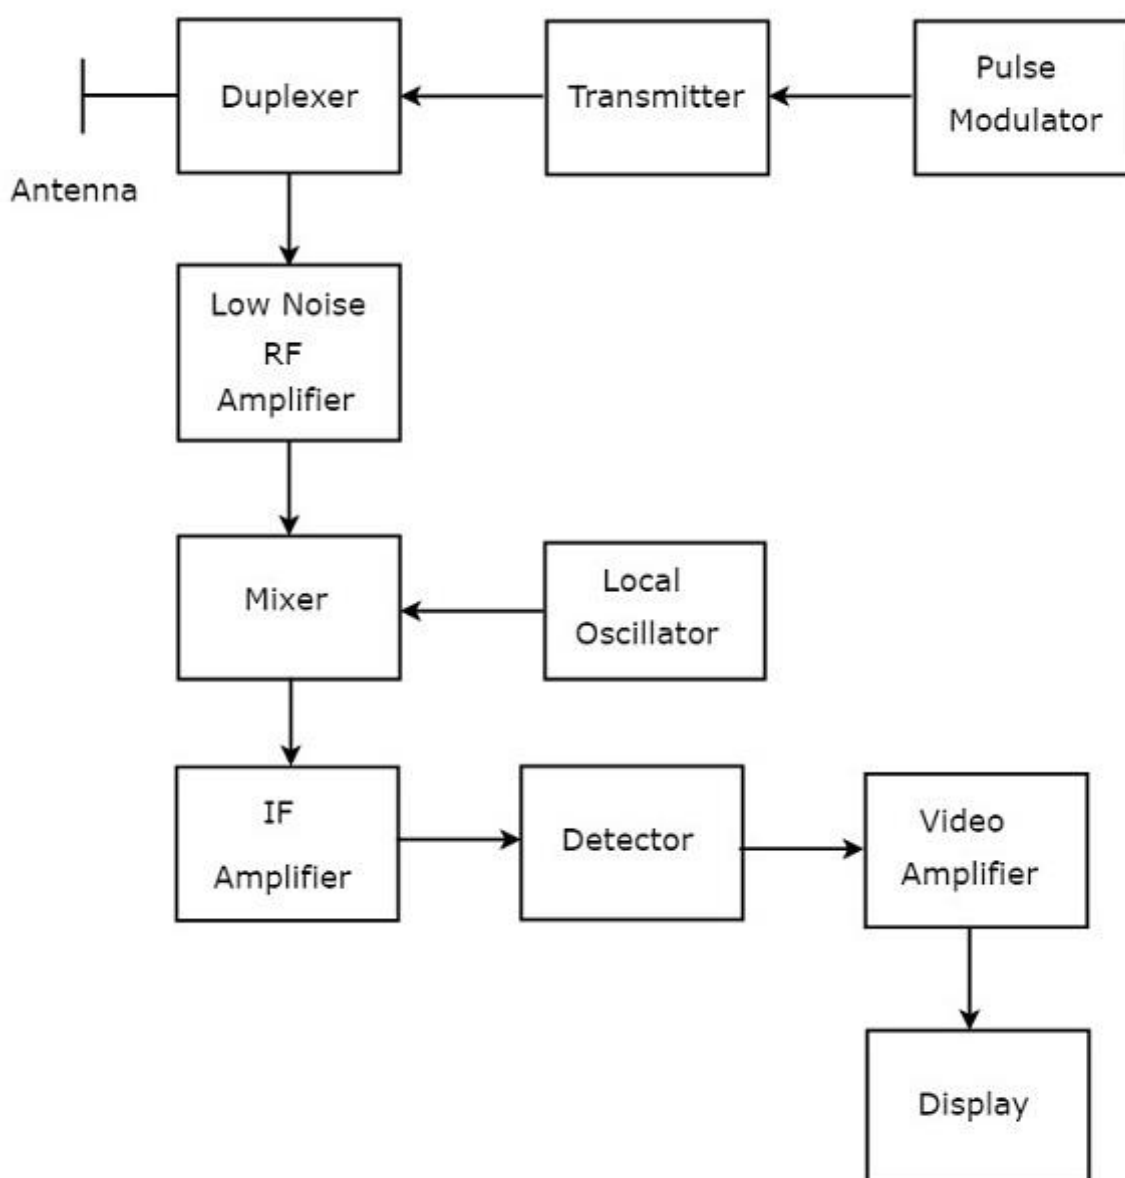 Duplexer
Transmitter
Pulse
Modulator
Antenna
Low Noise
RF
Amplifier
Mixer
Local
Oscillator
IF
Amplifier
Detector
Video
Amplifier
Display